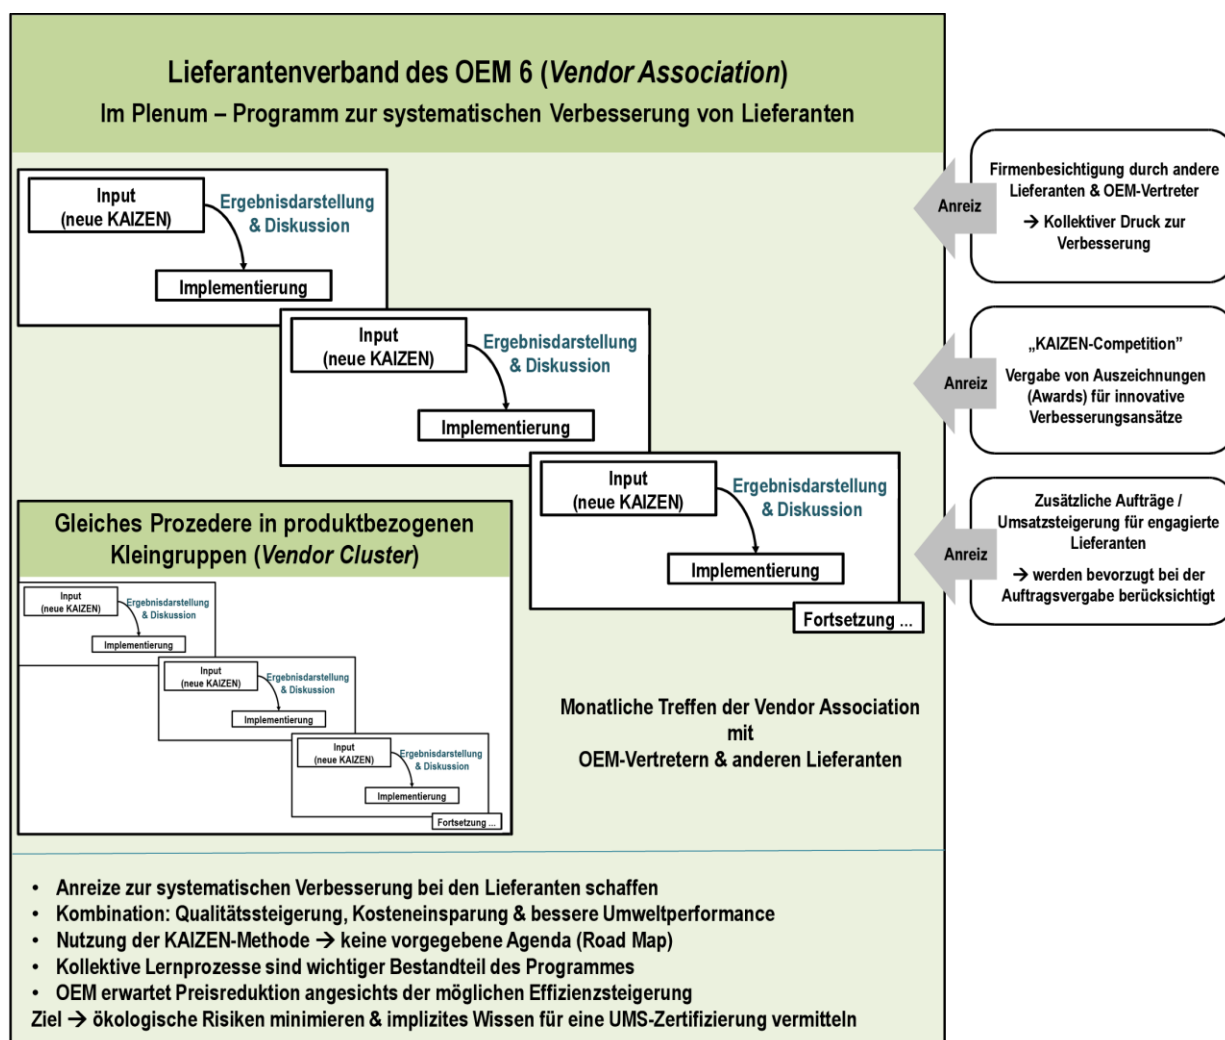 Lieferantenverband des OEM 6 (Vendor Association)
Im Plenum – Programm zur systematischen Verbesserung von Lieferanten
Input
(neue KAIZEN)
Ergebnisdarstellung
& Diskussion
Implementierung
Input
(neue KAIZEN)
Ergebnisdarstellung
& Diskussion
Implementierung
Input
(neue KAIZEN)
Ergebnisdarstellung
& Diskussion
Implementierung
Fortsetzung ...
Anreiz
Firmenbesichtigung durch andere
Lieferanten & OEM-Vertreter
→ Kollektiver Druck zur
Verbesserung
Anreiz
„KAIZEN-Competition”
Vergabe von Auszeichnungen
(Awards) für innovative
Verbesserungsansätze
Anreiz
Zusätzliche Aufträge /
Umsatzsteigerung für engagierte
Lieferanten
→ werden bevorzugt bei der
Auftragsvergabe berücksichtigt
Gleiches Prozedere in produktbezogenen
Kleingruppen (Vendor Cluster)
Input
(neue KAIZEN)
Ergebnisdarstellung
& Diskussion
Implementierung
Input
(neue KAIZEN)
Ergebnisdarstellung
& Diskussion
Implementierung
Input
(neue KAIZEN)
Ergebnisdarstellung
& Diskussion
Implementierung
Fortsetzung ...
Monatliche Treffen der Vendor Association
mit
OEM-Vertretern & anderen Lieferanten
• Anreize zur systematischen Verbesserung bei den Lieferanten schaffen
• Kombination: Qualitätssteigerung, Kosteneinsparung & bessere Umweltperformance
• Nutzung der KAIZEN-Methode → keine vorgegebene Agenda (Road Map)
• Kollektive Lernprozesse sind wichtiger Bestandteil des Programmes
• OEM erwartet Preisreduktion angesichts der möglichen Effizienzsteigerung
Ziel → ökologische Risiken minimieren & implizites Wissen für eine UMS-Zertifizierung vermitteln